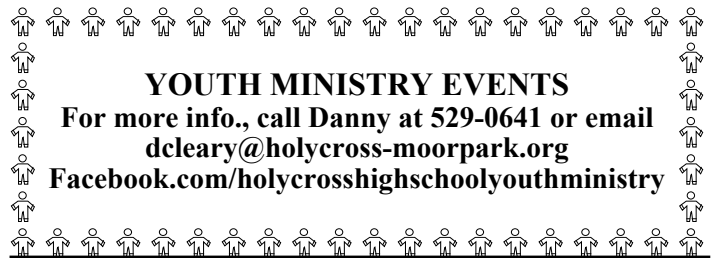 YOUTH MINISTRY EVENTS
For more info., call Danny at 529-0641 or email
dcleary@holycross-moorpark.org
Facebook.com/holycrosshighschoolyouthministry